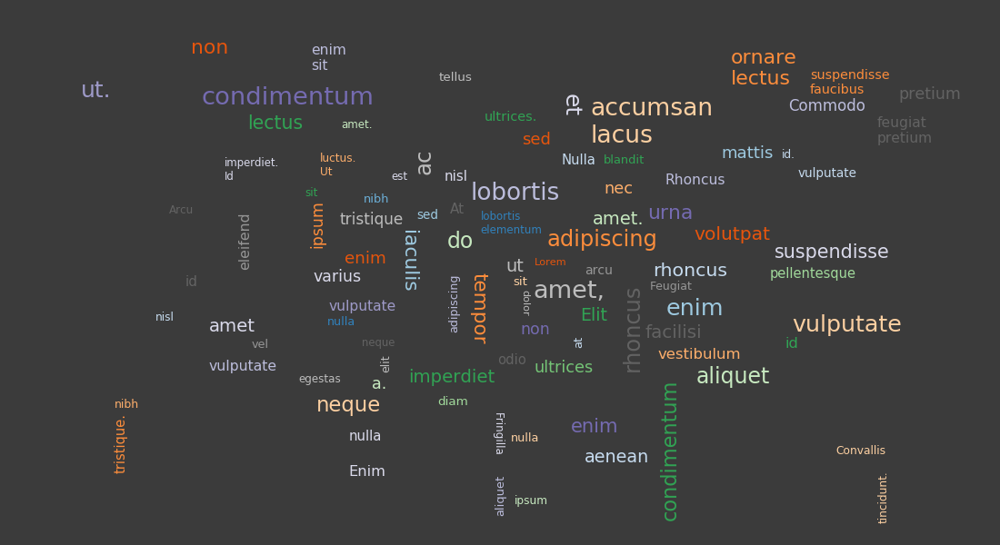 non
enim
sit
ornare
lectus
suspendisse
faucibus
tellus
ut.
condimentum
pretium
et
accumsan
lacus
Commodo
ultrices.
lectus
amet.
feugiat
pretium
sed
mattis
id.
luctus.
Ut
imperdiet.
Id
ac
Nulla
blandit
est
nisl
Rhoncus
vulputate
sit
nibh
lobortis
nec
Arcu
tristique
sed
At
lobortis
elementum
amet.
urna
eleifend
ipsum
iaculis
do
adipiscing
volutpat
suspendisse
enim
ut
Lorem
arcu
rhoncus
pellentesque
id
varius
adipiscing
tempor
sit
amet,
Feugiat
dolor
rhoncus
vulputate
nulla
non
Elit
enim
vulputate
nisl
amet
vel
neque
at
facilisi
id
vestibulum
vulputate
egestas
elit
a.
imperdiet
odio
ultrices
aliquet
nibh
neque
diam
condimentum
tristique.
nulla
Fringilla
nulla
enim
aenean
Convallis
Enim
aliquet
ipsum
tincidunt.